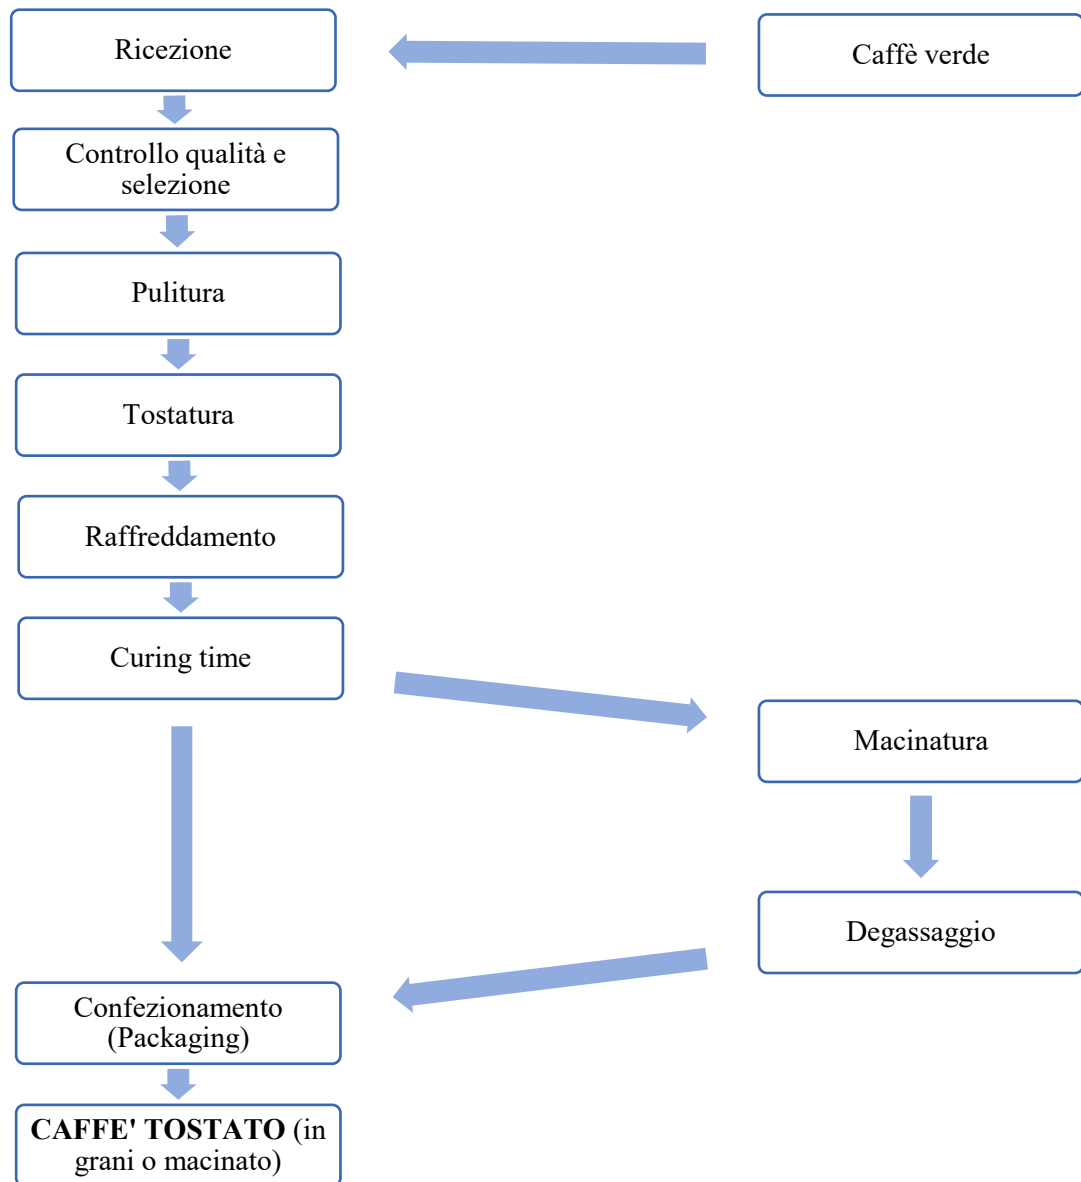 Ricezione
Caffè verde
Controllo qualità e
selezione
Pulitura
Tostatura
Raffreddamento
Curing time
Macinatura
Degassaggio
Confezionamento
(Packaging)
CAFFE' TOSTATO (in
grani o macinato)